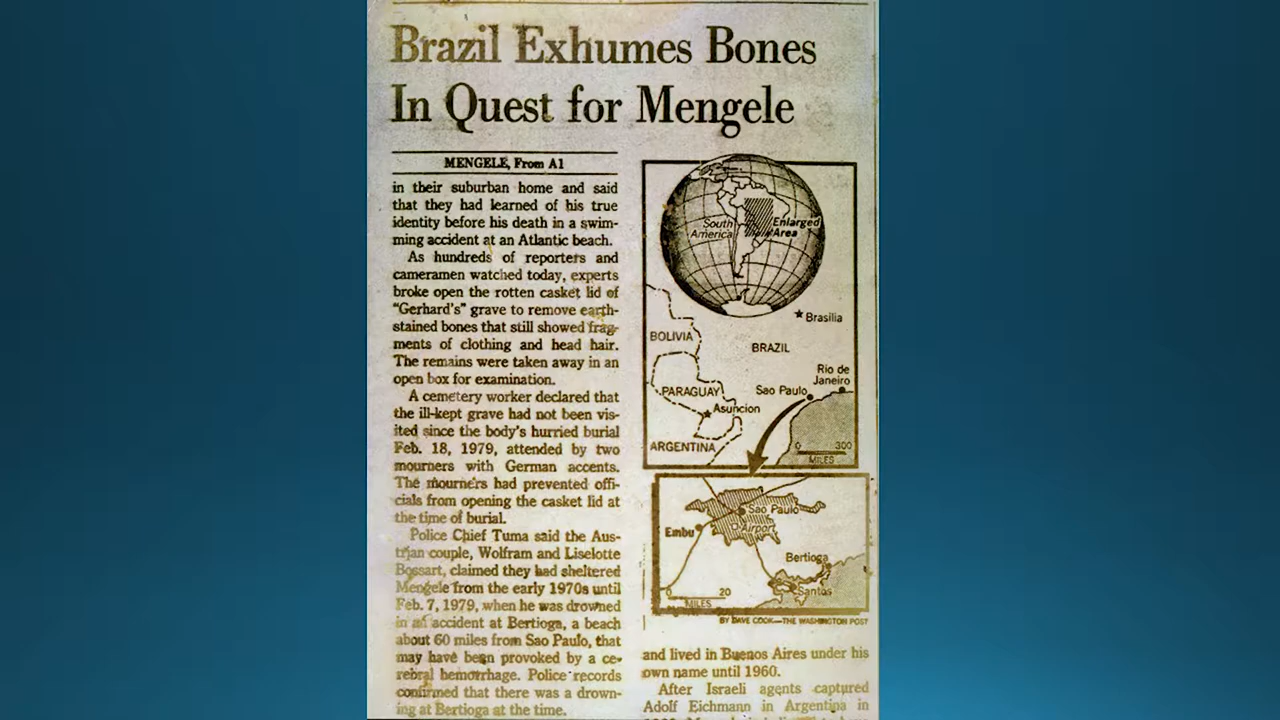 Brazil Exhumes Bones
In Quest for Mengele
MENGELE, From A1
in their suburban home and said
that they had learned of his true
identity before his death in a swim-
ming accident at an Atlantic beach.
As hundreds of reporters and
cameramen watched today, experts
broke open the rotten casket lid of
“Gerhard’s” grave to remove earth-
stained bones that still showed frag-
ments of clothing and head hair.
The remains were taken away in an
open box for examination.
A cemetery worker declared that
the ill-kept grave had not been vis-
ited since the body’s hurried burial
Feb. 18, 1979, attended by two
mourners with German accents.
The mourners had prevented offi-
cials from opening the casket lid at
the time of burial.
Police Chief Tuma said the Aus-
trian couple, Wolfram and Liselotte
Bossart, claimed they had sheltered
Mengele from the early 1970s until
Feb. 7, 1979, when he was drowned
in an accident at Bertioga, a beach
about 60 miles from Sao Paulo, that
may have been provoked by a ce-
rebral hemorrhage. Police records
confirmed that there was a drown-
ing at Bertioga at the time.
South
America
Enlarged
Area
Brasilia
BOLIVIA
BRAZIL
Rio de
Janeiro
PARAGUAY
Sao Paulo
Asuncion
ARGENTINA
0 300
MILES
Sao Paulo
Embu
Airport
Bertioga
Santos
0 20
MILES
BY DAVE COOK—THE WASHINGTON POST
and lived in Buenos Aires under his
own name until 1960.
After Israeli agents captured
Adolf Eichmann in Argentina in